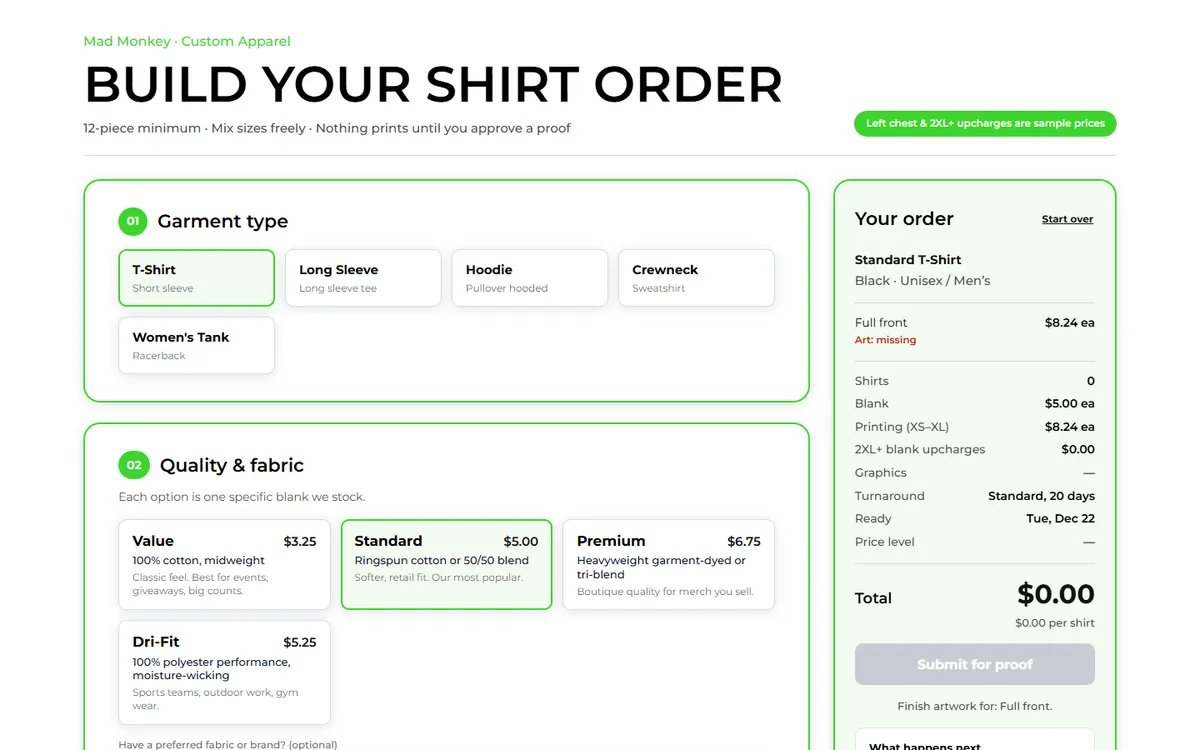 Mad Monkey · Custom Apparel
BUILD YOUR SHIRT ORDER
12-piece minimum · Mix sizes freely · Nothing prints until you approve a proof
Left chest & 2XL+ upcharges are sample prices
01 Garment type
T-Shirt
Short sleeve
Long Sleeve
Long sleeve tee
Hoodie
Pullover hooded
Crewneck
Sweatshirt
Women's Tank
Racerback
02 Quality & fabric
Each option is one specific blank we stock.
Value $3.25
100% cotton, midweight
Classic feel. Best for events,
giveaways, big counts.
Standard $5.00
Ringspun cotton or 50/50 blend
Softer, retail fit. Our most popular.
Premium $6.75
Heavyweight garment-dyed or
tri-blend
Boutique quality for merch you sell.
Dri-Fit $5.25
100% polyester performance,
moisture-wicking
Sports teams, outdoor work, gym
wear.
Have a preferred fabric or brand? (optional)
Your order Start over
Standard T-Shirt
Black · Unisex / Men’s
Full front $8.24 ea
Art: missing
Shirts 0
Blank $5.00 ea
Printing (XS–XL) $8.24 ea
2XL+ blank upcharges $0.00
Graphics —
Turnaround Standard, 20 days
Ready Tue, Dec 22
Price level —
Total $0.00
$0.00 per shirt
Submit for proof
Finish artwork for: Full front.
What happens next